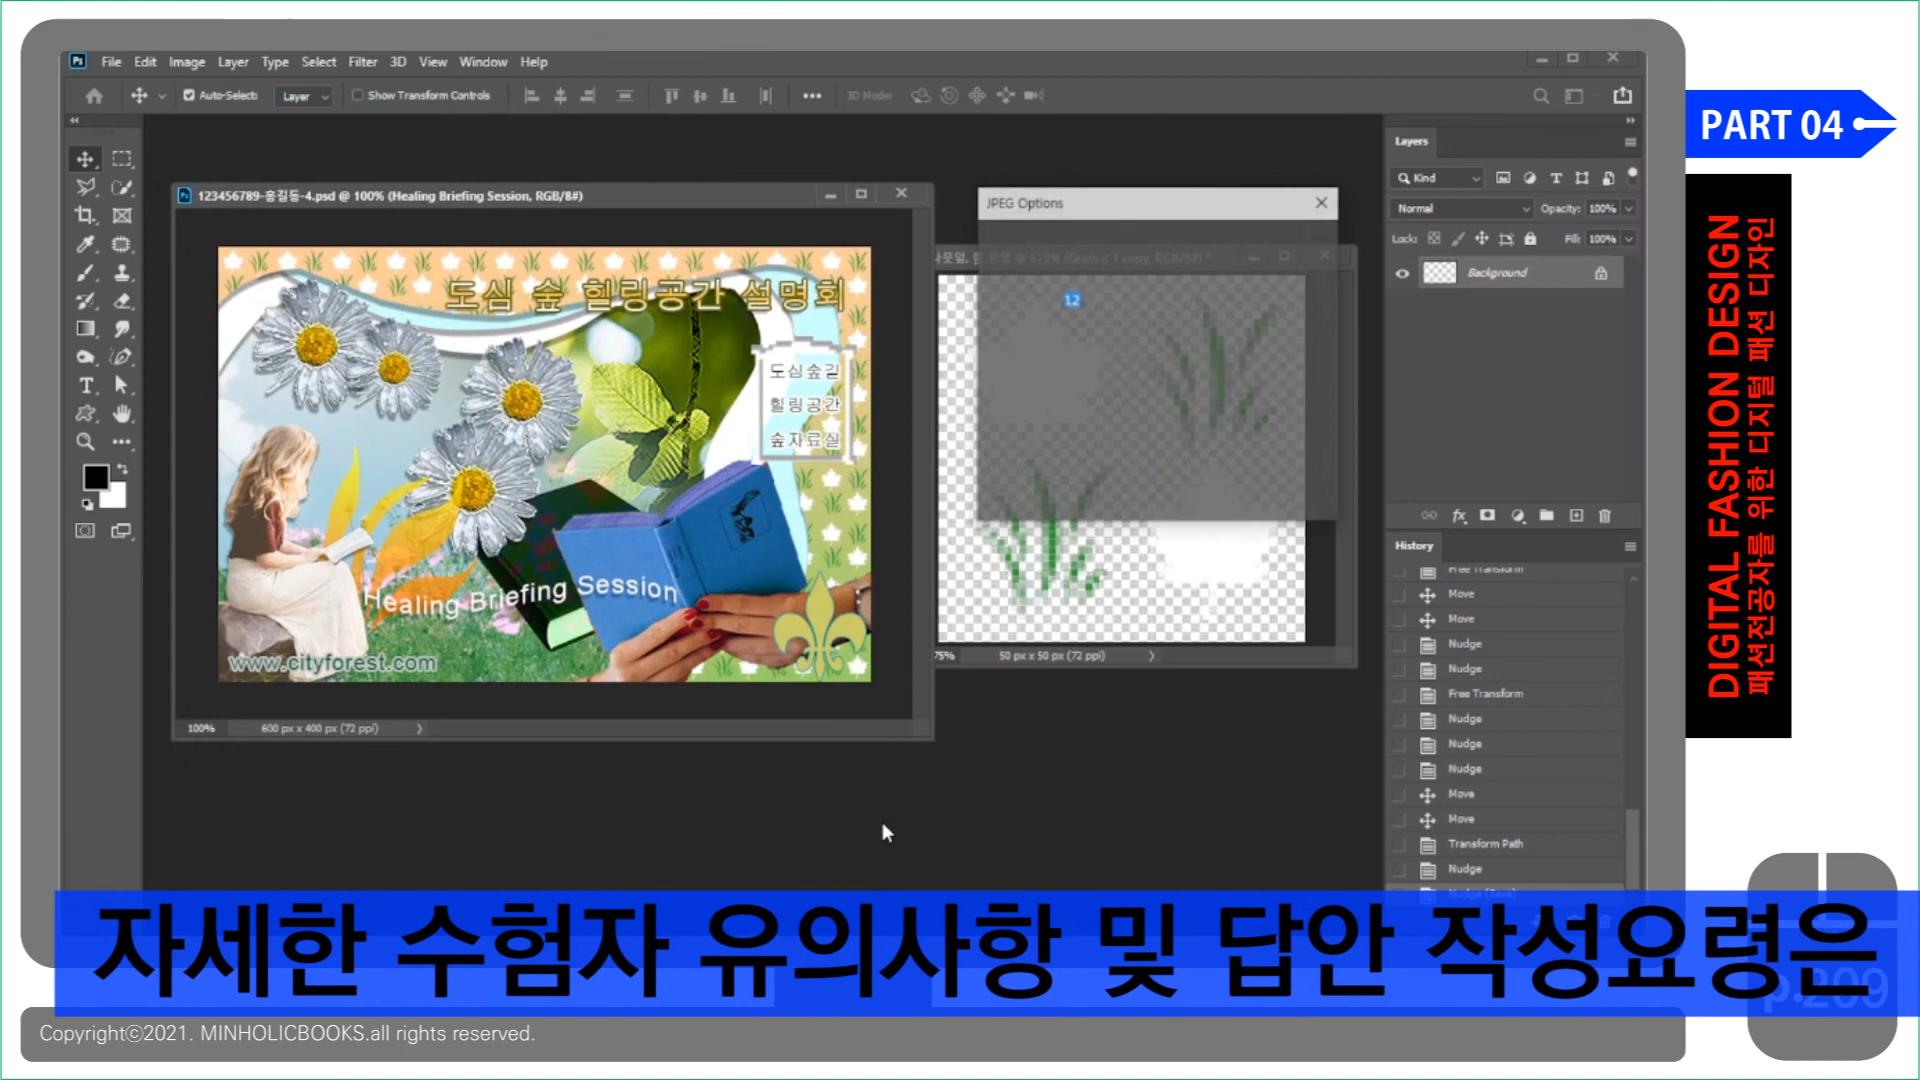 File Edit Image Layer Type Select Filter 3D View Window Help
Auto-Select: Layer Show Transform Controls 3D Mode:
PART 04
DIGITAL FASHION DESIGN
패션전공자를 위한 디지털 패션 디자인
123456789-홍길동-4.psd @ 100% (Healing Briefing Session, RGB/8#)
도심 숲 힐링공간 설명회
도심숲길
힐링공간
숲자료실
Healing Briefing Session
www.cityforest.com
100% 600 px x 400 px (72 ppi)
JPEG Options
12
75% 50 px x 50 px (72 ppi)
Layers
Kind
Normal Opacity: 100%
Lock: Fill: 100%
Background
History
Free Transform
Move
Move
Nudge
Nudge
Free Transform
Nudge
Nudge
Nudge
Move
Move
Transform Path
Nudge
자세한 수험자 유의사항 및 답안 작성요령은
p.209
Copyrightⓒ2021. MINHOLICBOOKS.all rights reserved.